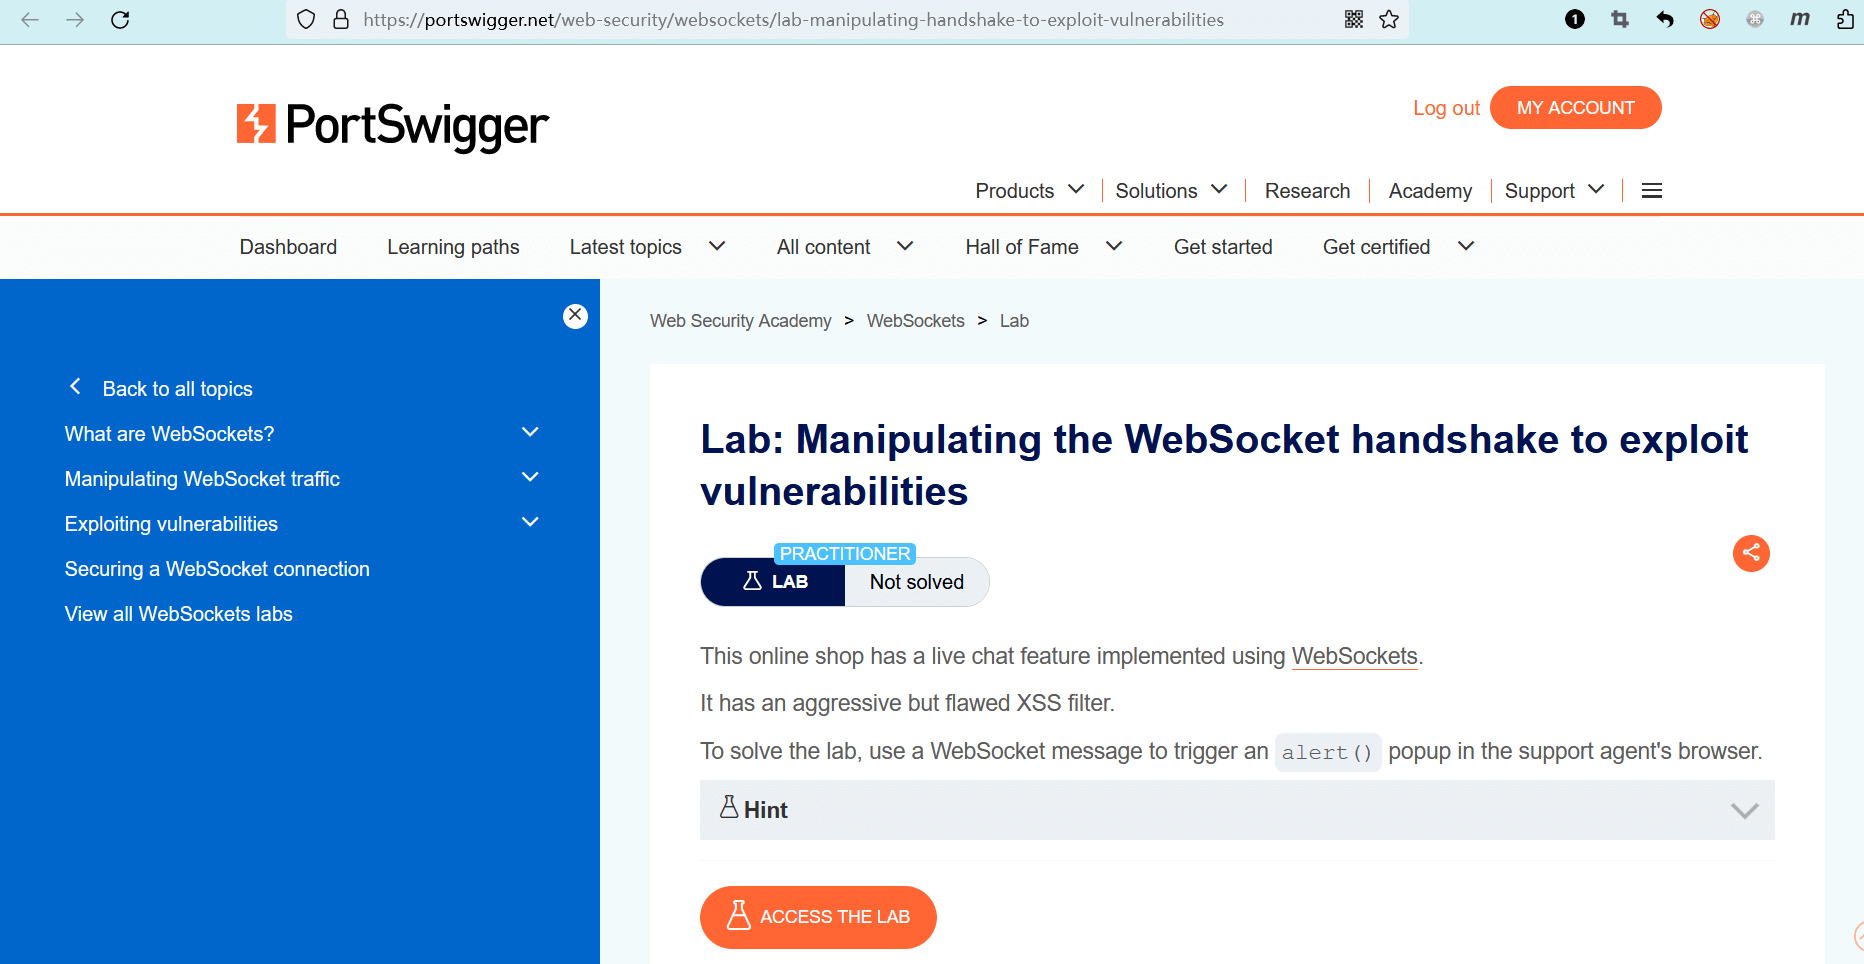 https://portswigger.net/web-security/websockets/lab-manipulating-handshake-to-exploit-vulnerabilities
1
m
PortSwigger
Log out
MY ACCOUNT
Products
Solutions
Research
Academy
Support
Dashboard
Learning paths
Latest topics
All content
Hall of Fame
Get started
Get certified
Back to all topics
What are WebSockets?
Manipulating WebSocket traffic
Exploiting vulnerabilities
Securing a WebSocket connection
View all WebSockets labs
Web Security Academy > WebSockets > Lab
Lab: Manipulating the WebSocket handshake to exploit
vulnerabilities
PRACTITIONER
LAB
Not solved
This online shop has a live chat feature implemented using WebSockets.
It has an aggressive but flawed XSS filter.
To solve the lab, use a WebSocket message to trigger an alert() popup in the support agent's browser.
Hint
ACCESS THE LAB